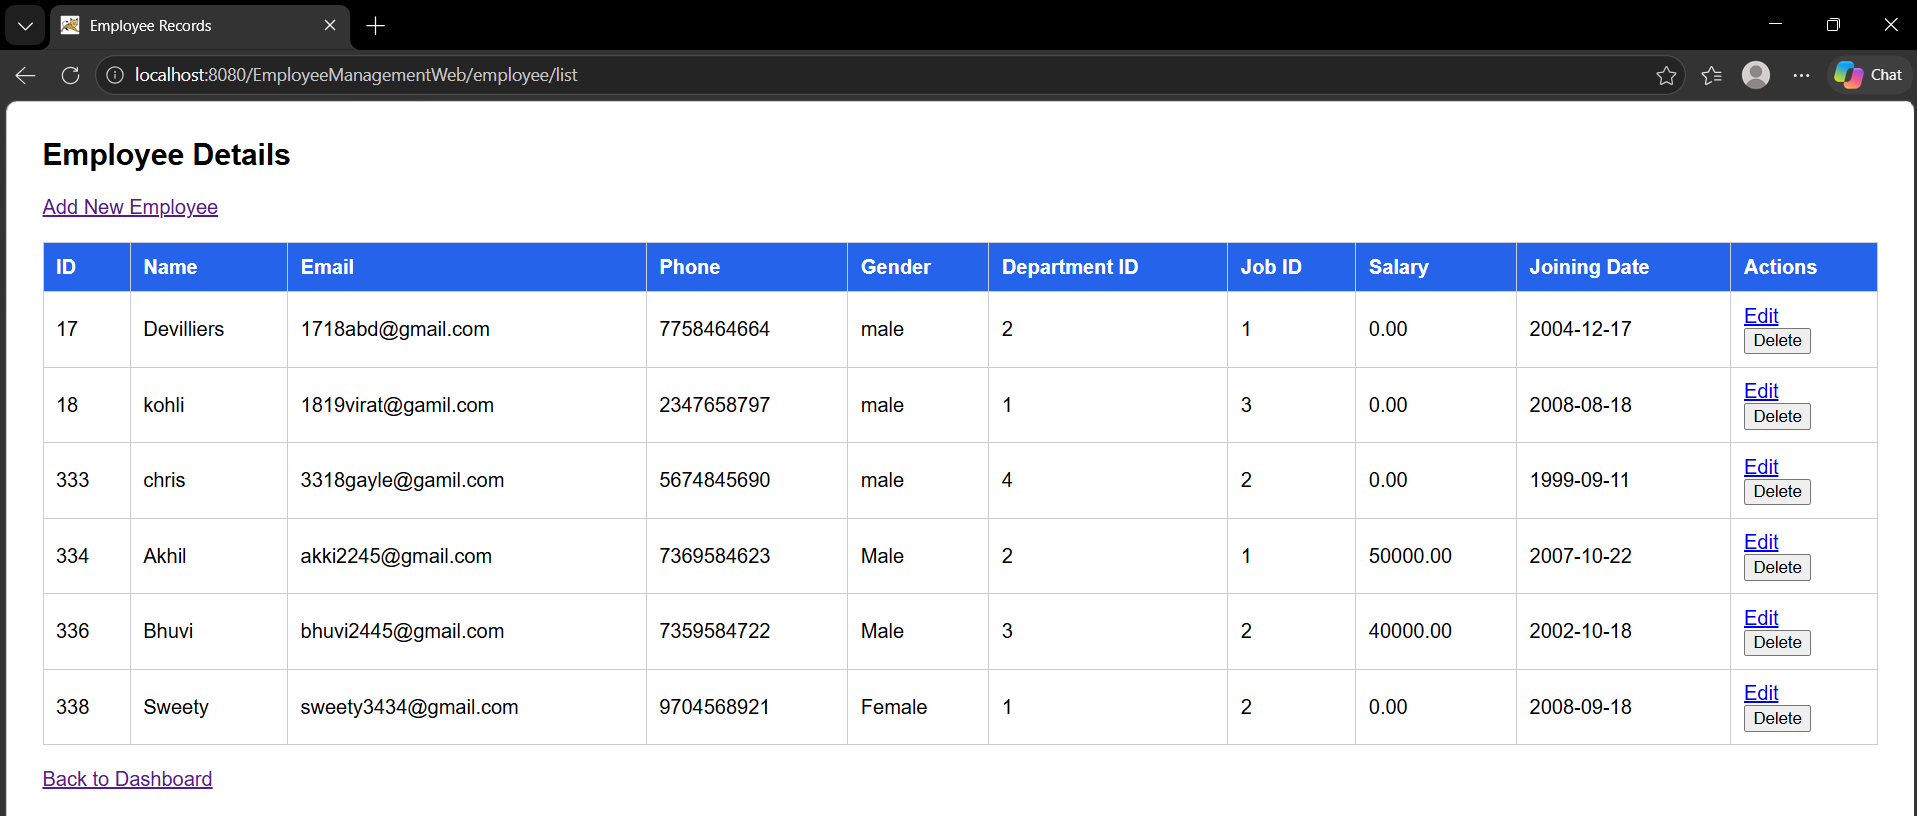 Employee Records
localhost:8080/EmployeeManagementWeb/employee/list
Chat
Employee Details
Add New Employee
ID Name Email Phone Gender Department ID Job ID Salary Joining Date Actions
17 Devilliers 1718abd@gmail.com 7758464664 male 2 1 0.00 2004-12-17 Edit Delete
18 kohli 1819virat@gamil.com 2347658797 male 1 3 0.00 2008-08-18 Edit Delete
333 chris 3318gayle@gamil.com 5674845690 male 4 2 0.00 1999-09-11 Edit Delete
334 Akhil akki2245@gmail.com 7369584623 Male 2 1 50000.00 2007-10-22 Edit Delete
336 Bhuvi bhuvi2445@gmail.com 7359584722 Male 3 2 40000.00 2002-10-18 Edit Delete
338 Sweety sweety3434@gmail.com 9704568921 Female 1 2 0.00 2008-09-18 Edit Delete
Back to Dashboard